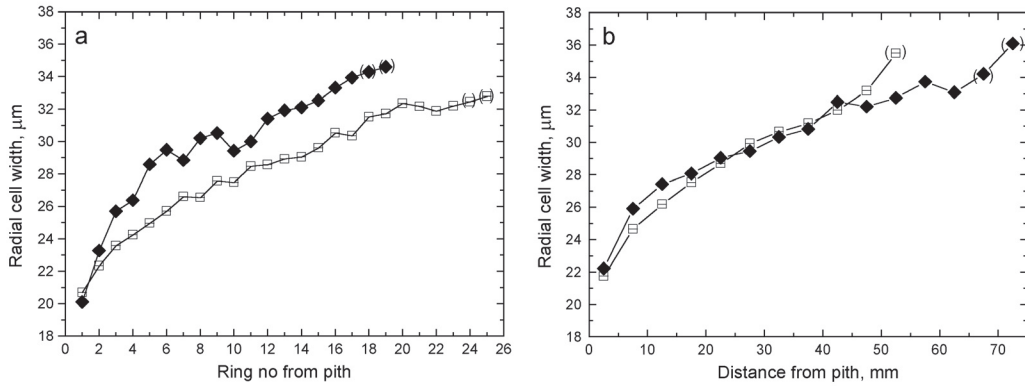 a
38
36
34
32
30
28
26
24
22
20
18
Radial cell width, μm
( ) ( )
( ) ( )
0 2 4 6 8 10 12 14 16 18 20 22 24 26
Ring no from pith
b
38
36
34
32
30
28
26
24
22
20
18
Radial cell width, μm
( )
( )
( )
0 10 20 30 40 50 60 70
Distance from pith, mm